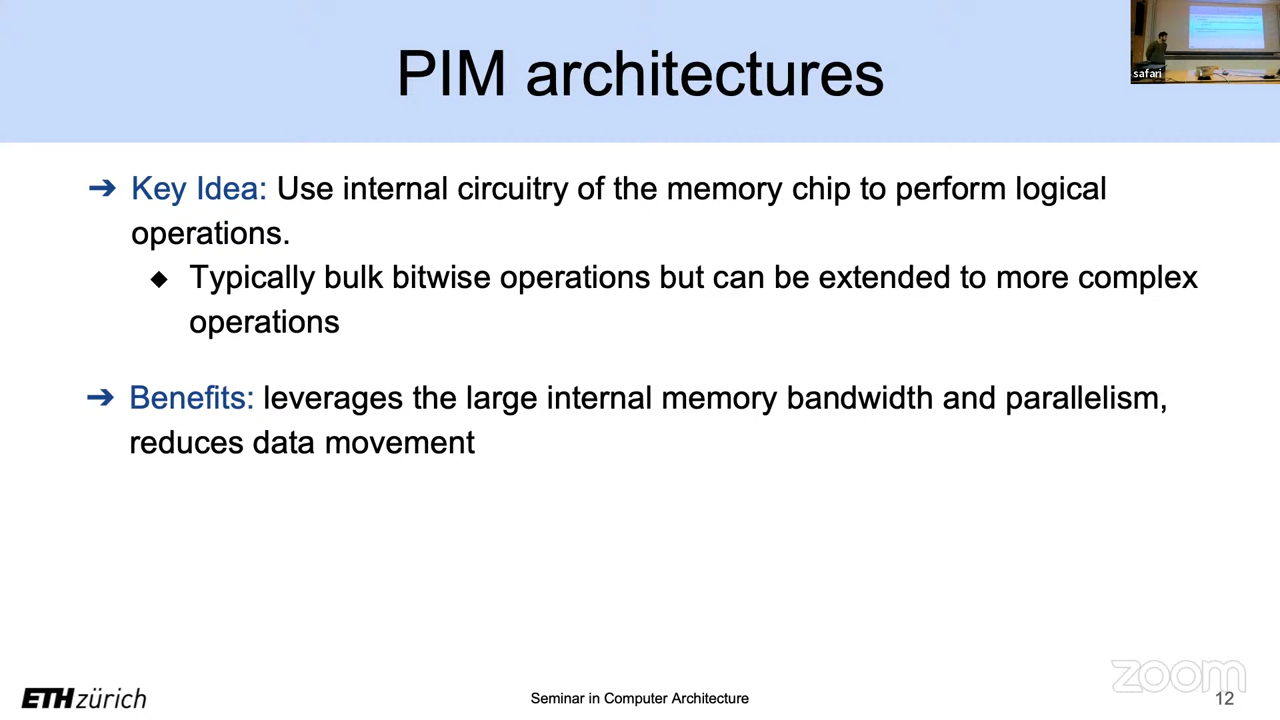 PIM architectures
safari
➔ Key Idea: Use internal circuitry of the memory chip to perform logical
operations.
◆ Typically bulk bitwise operations but can be extended to more complex
operations
➔ Benefits: leverages the large internal memory bandwidth and parallelism,
reduces data movement
zoom
ETH zürich
Seminar in Computer Architecture
12